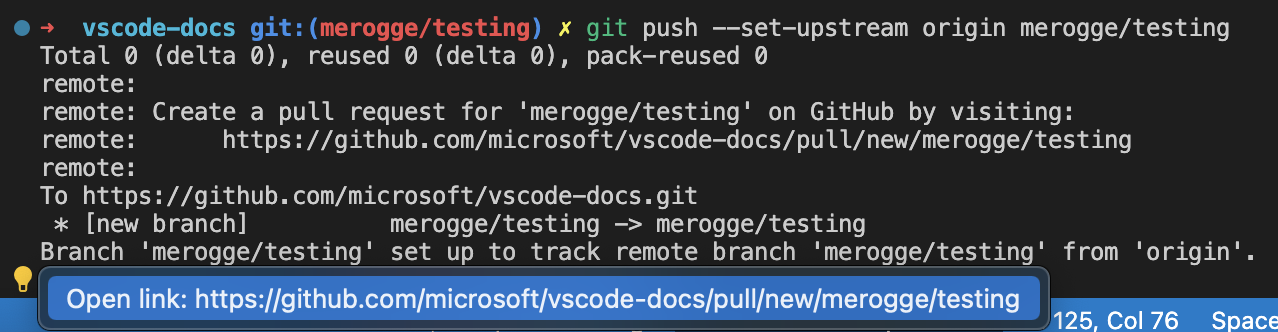 ➜  vscode-docs git:(merogge/testing) ✗ git push --set-upstream origin merogge/testing
Total 0 (delta 0), reused 0 (delta 0), pack-reused 0
remote:
remote: Create a pull request for 'merogge/testing' on GitHub by visiting:
remote:      https://github.com/microsoft/vscode-docs/pull/new/merogge/testing
remote:
To https://github.com/microsoft/vscode-docs.git
 * [new branch]          merogge/testing -> merogge/testing
Branch 'merogge/testing' set up to track remote branch 'merogge/testing' from 'origin'.
Open link: https://github.com/microsoft/vscode-docs/pull/new/merogge/testing
125, Col 76 Space